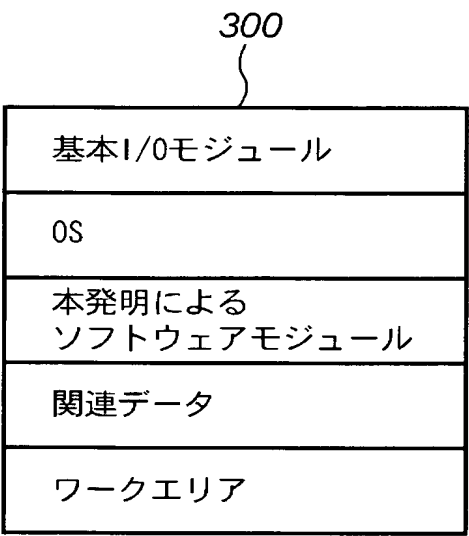 300
基本I/Oモジュール
OS
本発明による
ソフトウェアモジュール
関連データ
ワークエリア